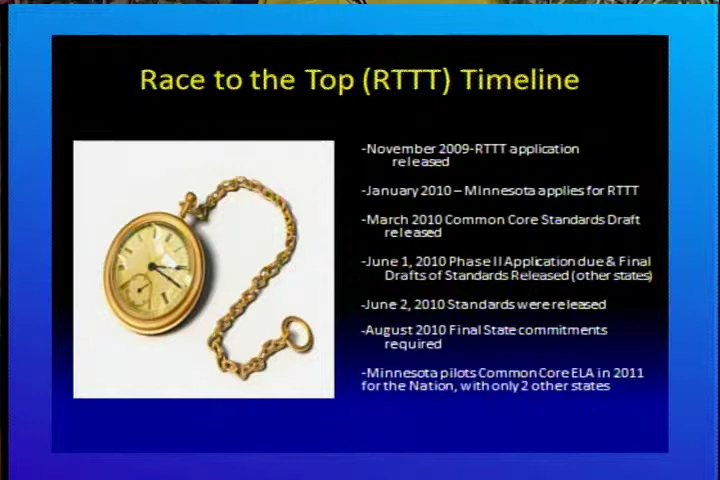 Race to the Top (RTTT) Timeline
-November 2009-RTTT application
released
-January 2010 – Minnesota applies for RTTT
-March 2010 Common Core Standards Draft
released
-June 1, 2010 Phase II Application due & Final
Drafts of Standards Released (other states)
-June 2, 2010 Standards were released
-August 2010 Final State commitments
required
-Minnesota pilots Common Core ELA in 2011
for the Nation, with only 2 other states